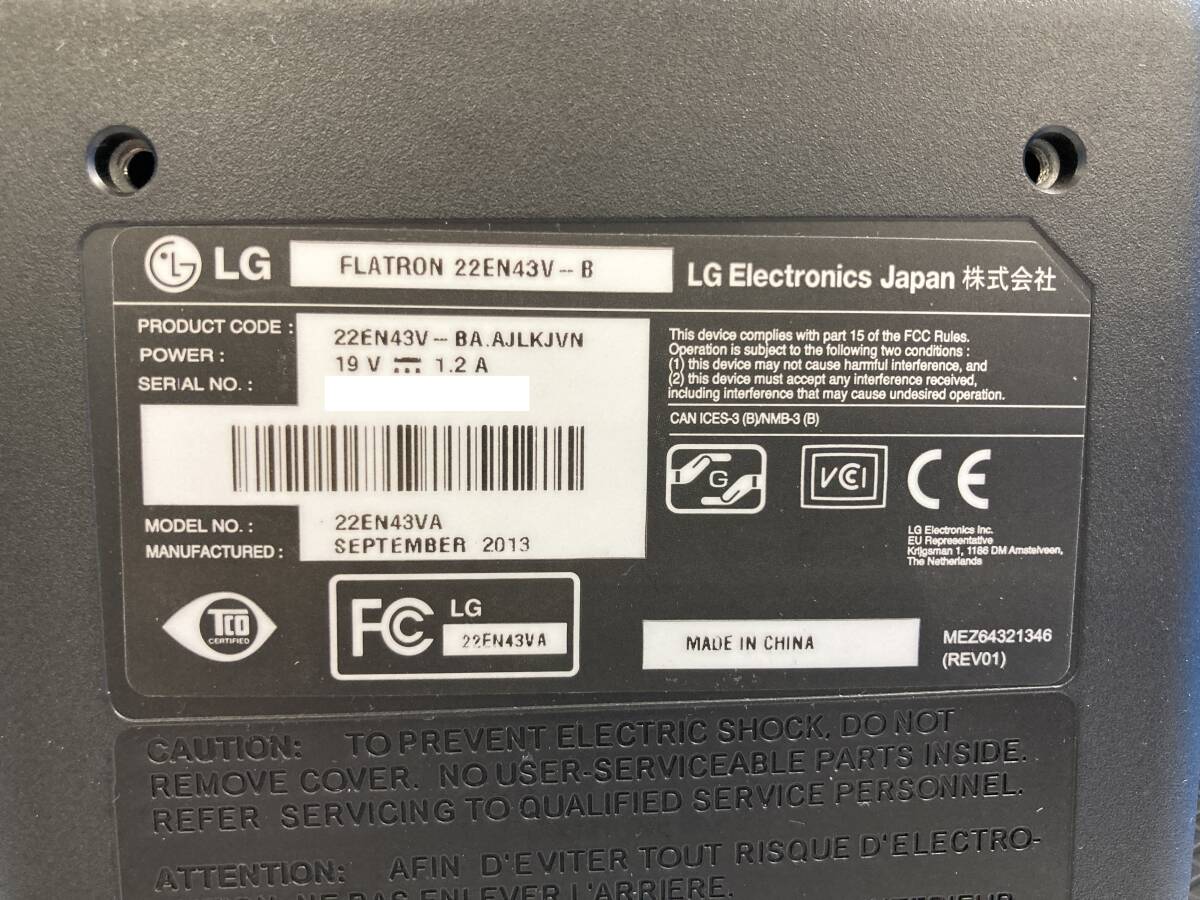 LG FLATRON 22EN43V-B LG Electronics Japan 株式会社
PRODUCT CODE : 22EN43V-BA.AJLKJVN
POWER : 19 V 1.2 A
SERIAL NO. :
MODEL NO. : 22EN43VA
MANUFACTURED : SEPTEMBER 2013
This device complies with part 15 of the FCC Rules.
Operation is subject to the following two conditions :
(1) this device may not cause harmful interference, and
(2) this device must accept any interference received,
including interference that may cause undesired operation.
CAN ICES-3 (B)/NMB-3 (B)
G
VCCI
CE
LG Electronics Inc.
EU Representative
Krijgsman 1, 1186 DM Amstelveen,
The Netherlands
TCO
CERTIFIED
FC LG
22EN43VA
MADE IN CHINA
MEZ64321346
(REV01)
CAUTION: TO PREVENT ELECTRIC SHOCK, DO NOT
REMOVE COVER. NO USER-SERVICEABLE PARTS INSIDE.
REFER SERVICING TO QUALIFIED SERVICE PERSONNEL.
ATTENTION: AFIN D'EVITER TOUT RISQUE D'ELECTRO-
NE PAS ENLEVER L'ARRIERE.